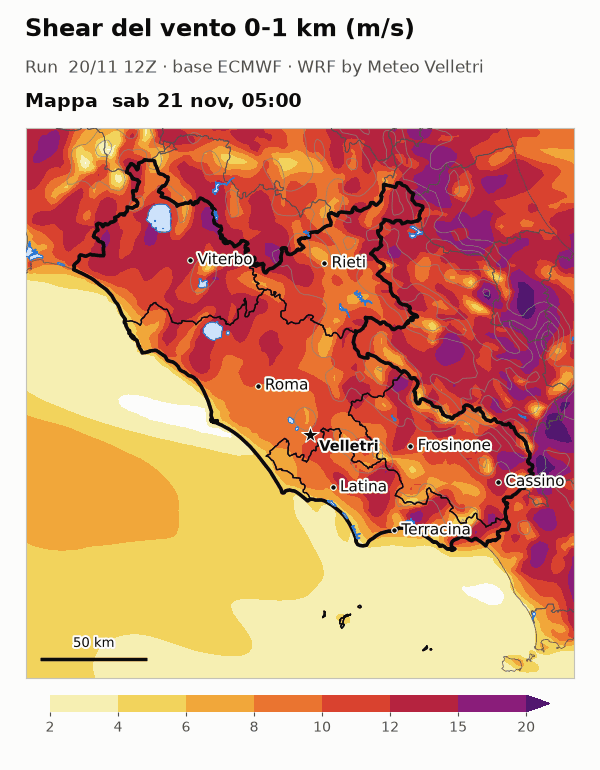 Shear del vento 0-1 km (m/s)
Run  20/11 12Z · base ECMWF · WRF by Meteo Velletri
Mappa  sab 21 nov, 05:00
Viterbo
Rieti
Roma
Velletri
Frosinone
Latina
Cassino
Terracina
50 km
2 4 6 8 10 12 15 20